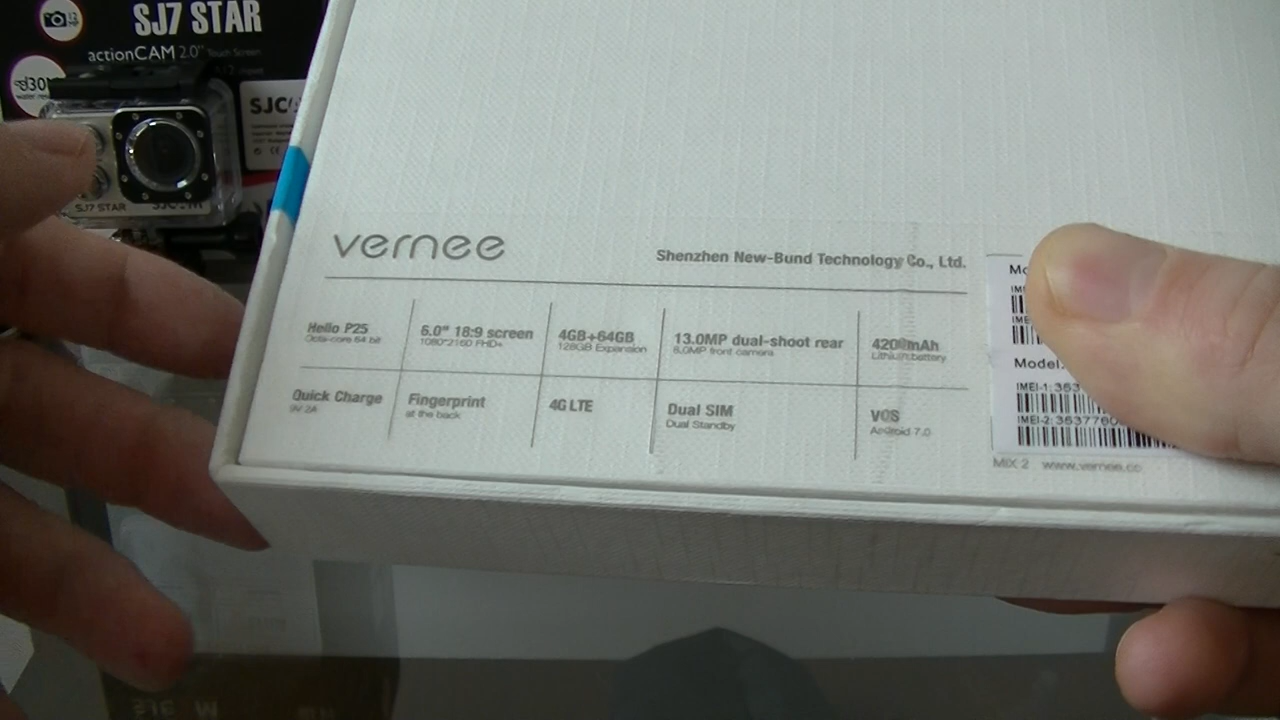 SJ7 STAR
actionCAM 2.0" Touch Screen
30M
SJ7 STAR
vernee
Shenzhen New-Bund Technology Co., Ltd.
Helio P25
Octa-core 64 bit
6.0" 18:9 screen
1080*2160 FHD+
4GB+64GB
128GB Expansion
13.0MP dual-shoot rear
8.0MP front camera
4200mAh
Lithium battery
Quick Charge
9V 2A
Fingerprint
at the back
4G LTE
Dual SIM
Dual Standby
VOS
Android 7.0
Model
IMEI-1: 353
IMEI-2: 3537760
MIX 2 www.vernee.cc